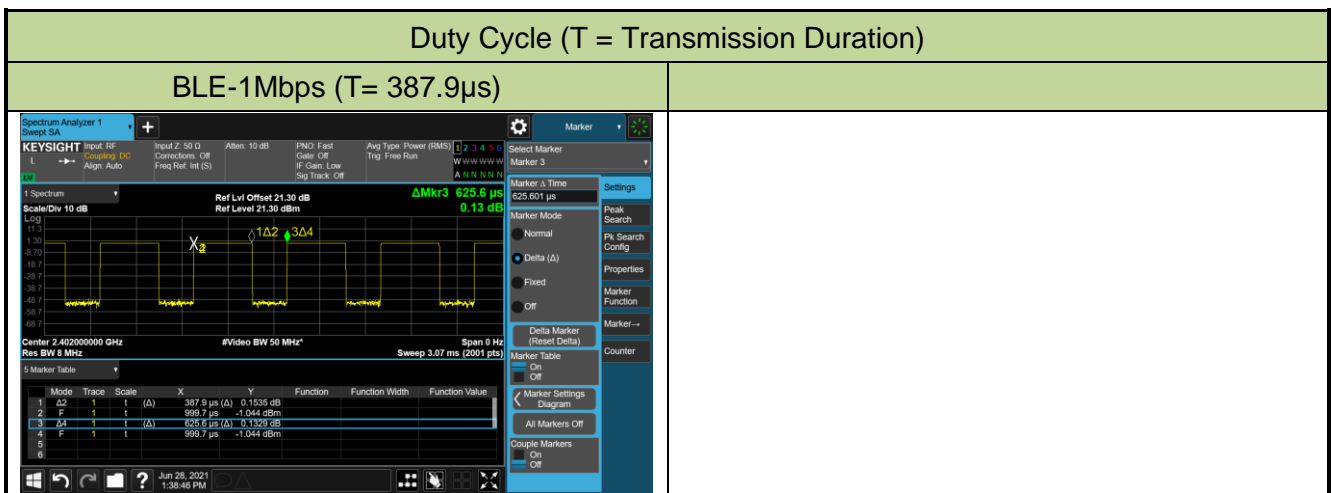 Duty Cycle (T = Transmission Duration)
BLE-1Mbps (T= 387.9μs)
Spectrum Analyzer 1
Swept SA
+
Marker
KEYSIGHT
L
Input: RF
Coupling: DC
Align: Auto
Input Z: 50 Ω
Corrections: Off
Freq Ref: Int (S)
Atten: 10 dB
PNO: Fast
Gate: Off
IF Gain: Low
Sig Track: Off
Avg Type: Power (RMS)
Trig: Free Run
1 2 3 4 5 6
W W W W W W
A N N N N N
Select Marker
Marker 3
1 Spectrum
Scale/Div 10 dB
Log
Ref Lvl Offset 21.30 dB
Ref Level 21.30 dBm
ΔMkr3 625.6 μs
0.13 dB
11.3
1.30
-8.70
-18.7
-28.7
-38.7
-48.7
-58.7
-68.7
1Δ2
3Δ4
Center 2.402000000 GHz
Res BW 8 MHz
#Video BW 50 MHz*
Span 0 Hz
Sweep 3.07 ms (2001 pts)
Marker Δ Time
625.601 μs
Marker Mode
Normal
Delta (Δ)
Fixed
Off
Delta Marker
(Reset Delta)
Marker Table
On
Off
Marker Settings
Diagram
All Markers Off
Couple Markers
On
Off
Settings
Peak
Search
Pk Search
Config
Properties
Marker
Function
Marker→
Counter
5 Marker Table
Mode Trace Scale X Y Function Function Width Function Value
1 Δ2 1 t (Δ) 387.9 μs (Δ) 0.1535 dB
2 F 1 t 999.7 μs -1.044 dBm
3 Δ4 1 t (Δ) 625.6 μs (Δ) 0.1329 dB
4 F 1 t 999.7 μs -1.044 dBm
5
6
?
Jun 28, 2021
1:38:46 PM